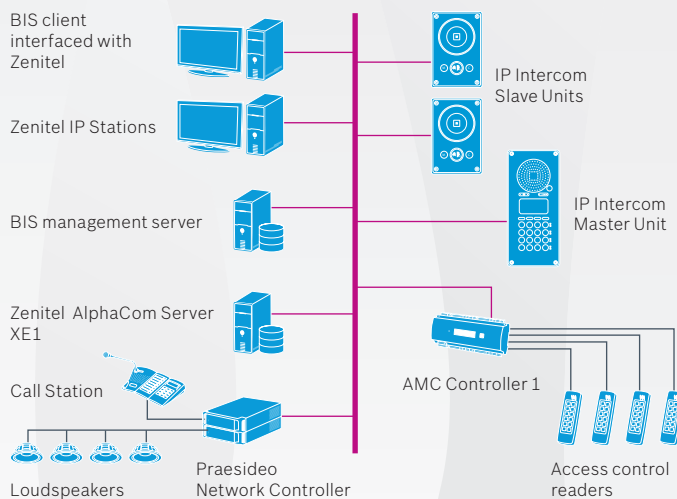 BIS client
interfaced with
Zenitel
Zenitel IP Stations
BIS management server
Zenitel AlphaCom Server
XE1
Call Station
Loudspeakers
Praesideo
Network Controller
IP Intercom
Slave Units
IP Intercom
Master Unit
AMC Controller 1
Access control
readers